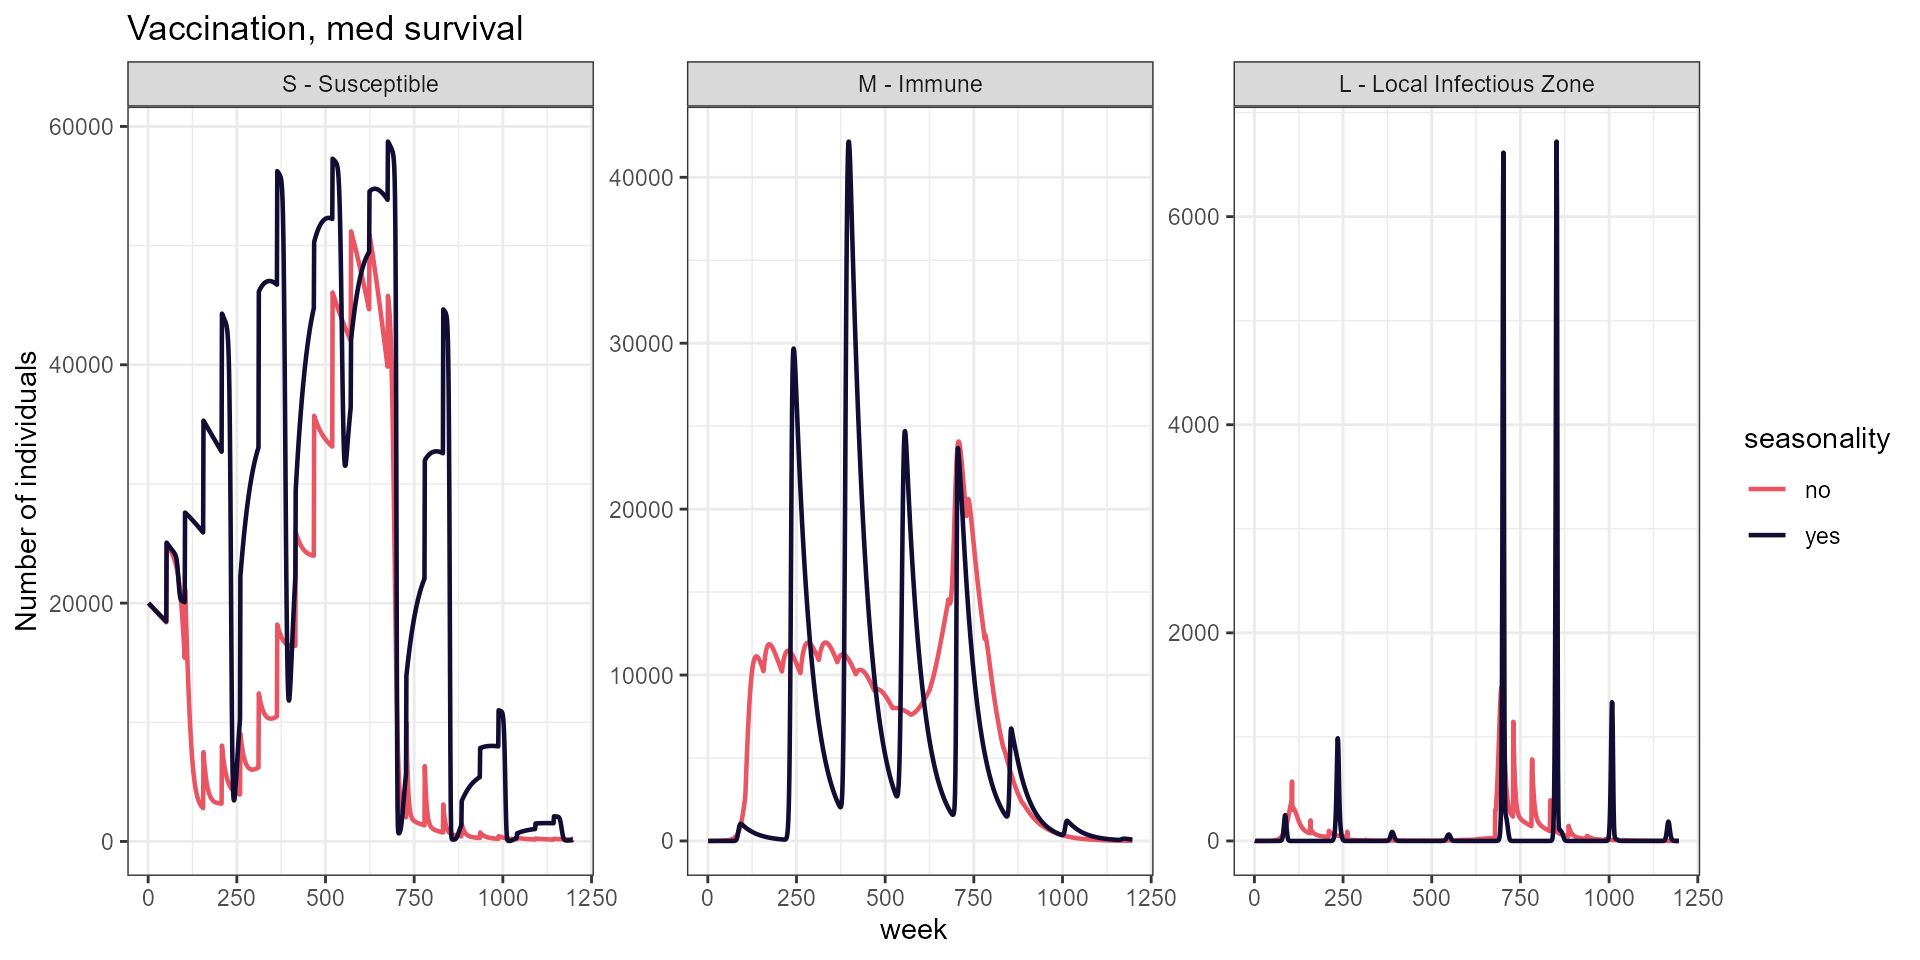 Vaccination, med survival
S - Susceptible
M - Immune
L - Local Infectious Zone
Number of individuals
60000
40000
20000
0
40000
30000
20000
10000
0
6000
4000
2000
0
0 250 500 750 1000 1250
0 250 500 750 1000 1250
0 250 500 750 1000 1250
week
seasonality
no
yes